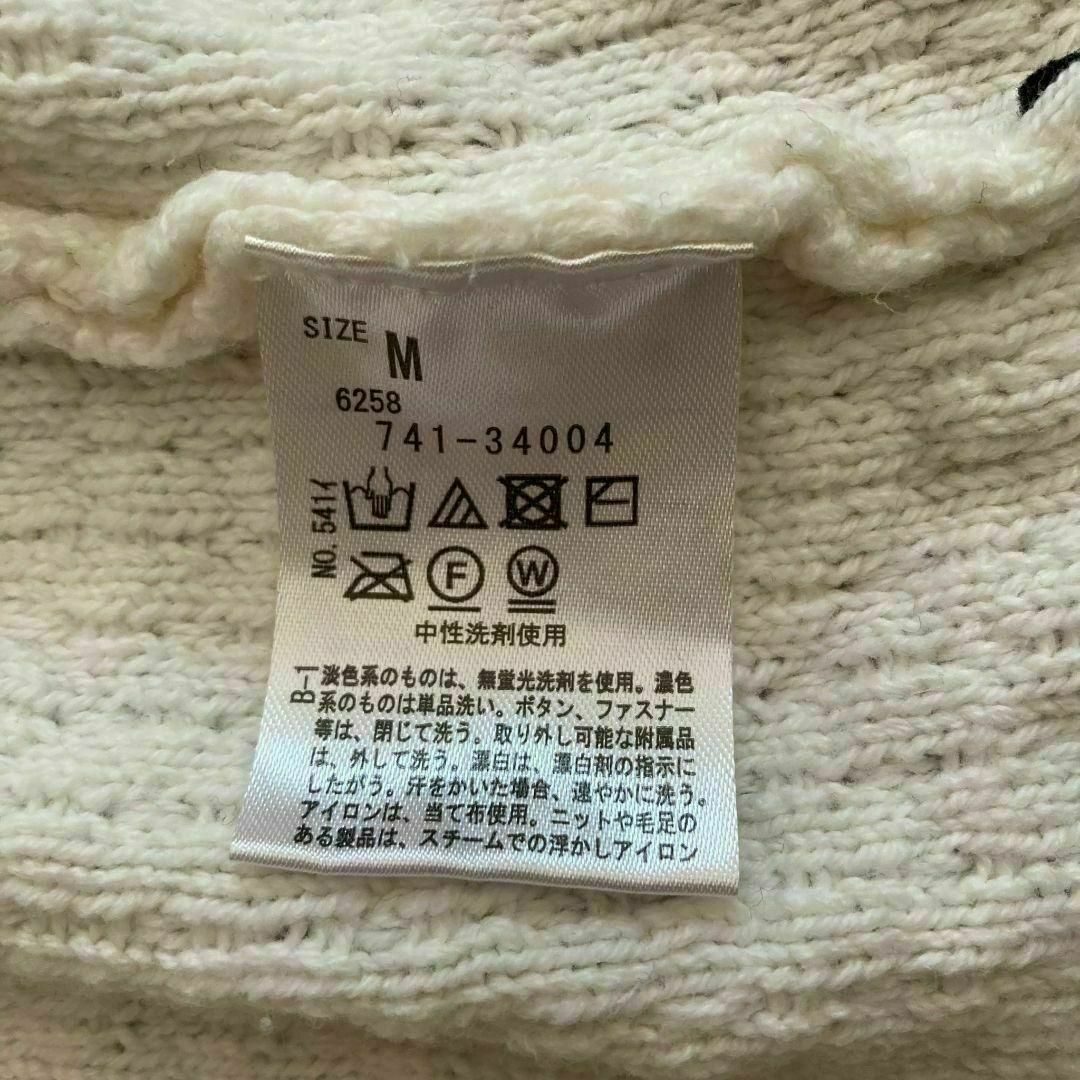 SIZE M
6258
741-34004
NO.541イ
F W
中性洗剤使用
B-1
淡色系のものは、無蛍光洗剤を使用。濃色
系のものは単品洗い。ボタン、ファスナー
等は、閉じて洗う。取り外し可能な附属品
は、外して洗う。漂白は、漂白剤の指示に
したがう。汗をかいた場合、速やかに洗う。
アイロンは、当て布使用。ニットや毛足の
ある製品は、スチームでの浮かしアイロン